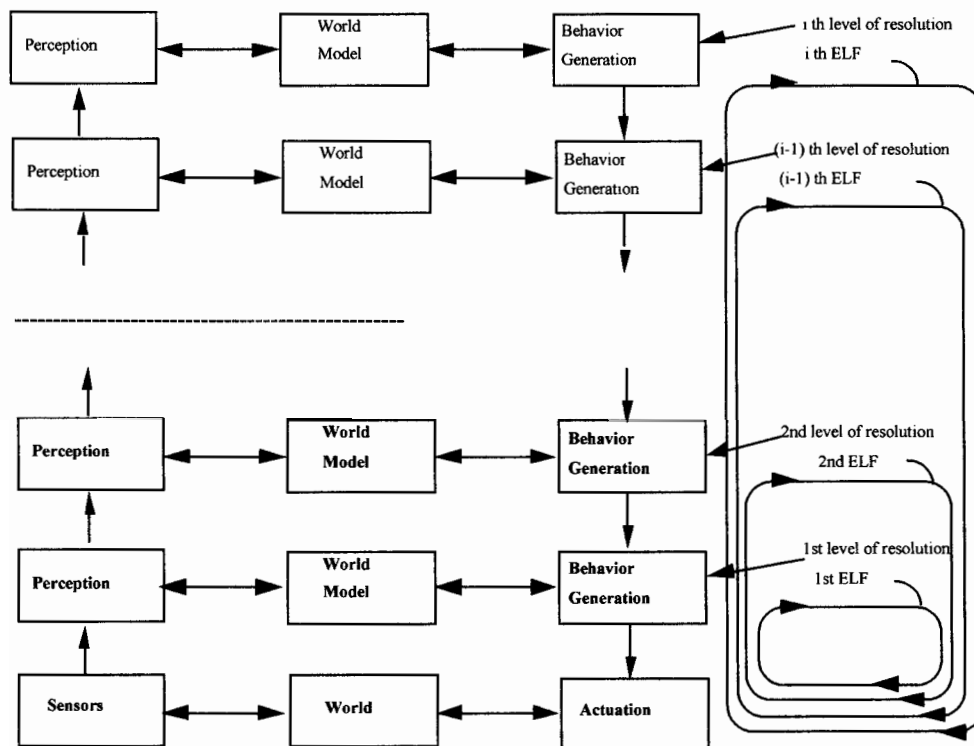 Perception
World
Model
Behavior
Generation
i th level of resolution
i th ELF
Perception
World
Model
Behavior
Generation
(i-1) th level of resolution
(i-1) th ELF
Perception
World
Model
Behavior
Generation
2nd level of resolution
2nd ELF
Perception
World
Model
Behavior
Generation
1st level of resolution
1st ELF
Sensors
World
Actuation